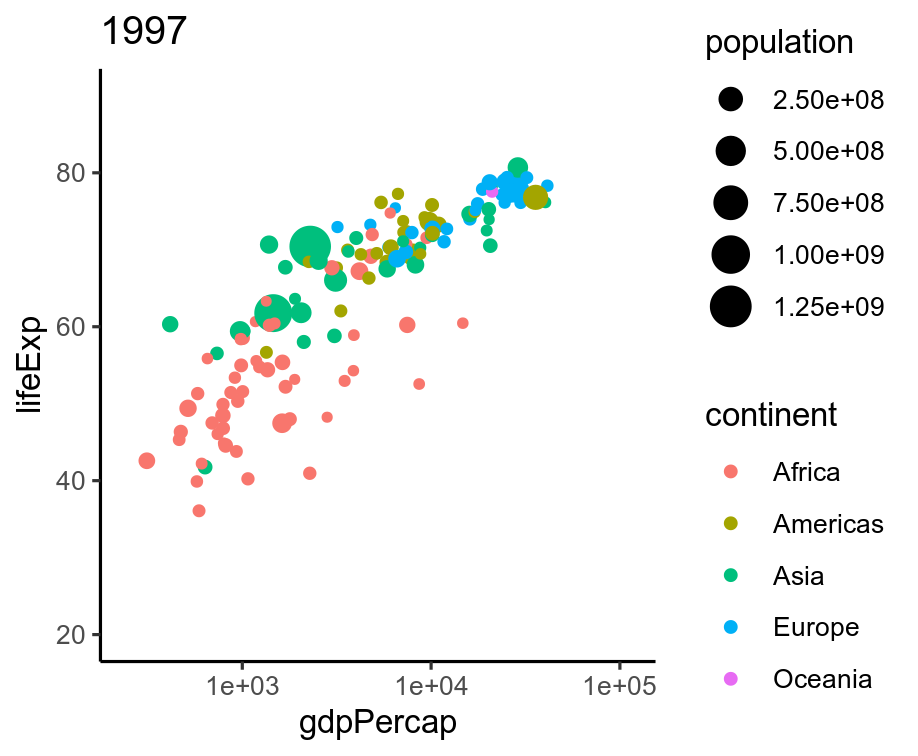 1997
80
60
40
20
lifeExp
1e+03
1e+04
1e+05
gdpPercap
population
2.50e+08
5.00e+08
7.50e+08
1.00e+09
1.25e+09
continent
Africa
Americas
Asia
Europe
Oceania